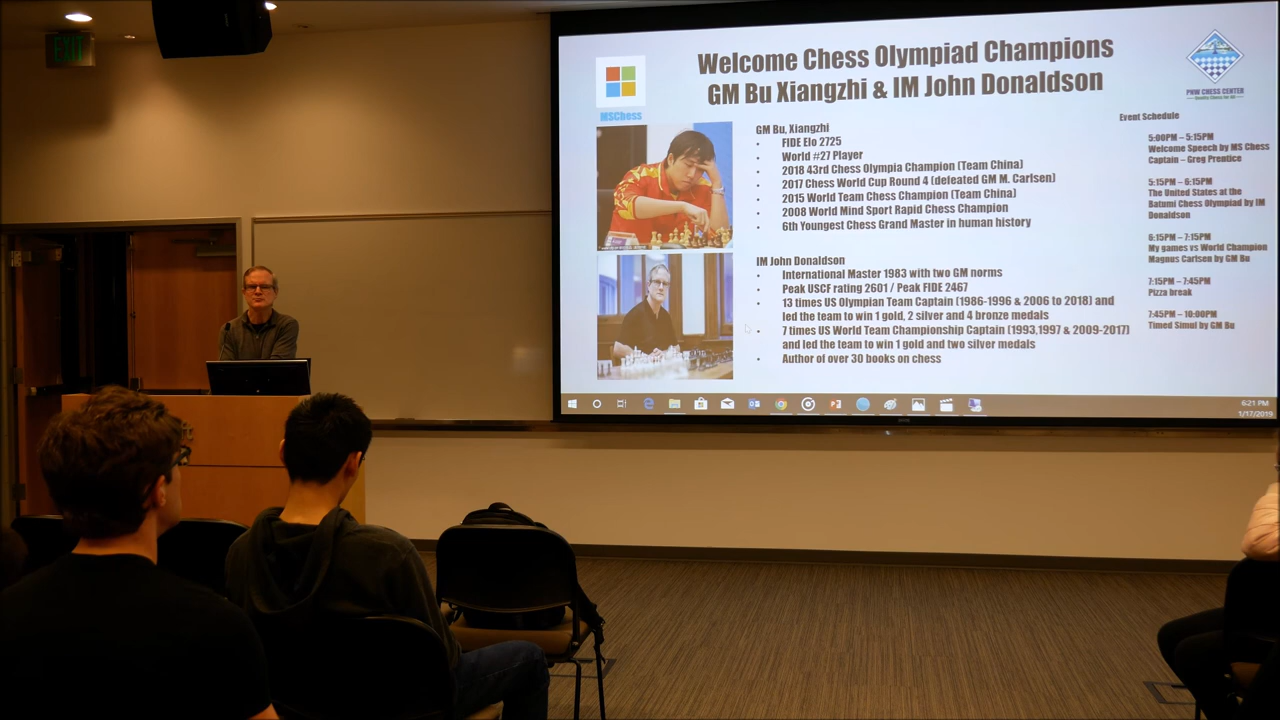 EXIT
Welcome Chess Olympiad Champions
GM Bu Xiangzhi & IM John Donaldson
MSChess
PNW CHESS CENTER
Quality Chess for All
GM Bu, Xiangzhi
• FIDE Elo 2725
• World #27 Player
• 2018 43rd Chess Olympia Champion (Team China)
• 2017 Chess World Cup Round 4 (defeated GM M. Carlsen)
• 2015 World Team Chess Champion (Team China)
• 2008 World Mind Sport Rapid Chess Champion
• 6th Youngest Chess Grand Master in human history
IM John Donaldson
• International Master 1983 with two GM norms
• Peak USCF rating 2601 / Peak FIDE 2467
• 13 times US Olympian Team Captain (1986-1996 & 2006 to 2018) and
led the team to win 1 gold, 2 silver and 4 bronze medals
• 7 times US World Team Championship Captain (1993,1997 & 2009-2017)
and led the team to win 1 gold and two silver medals
• Author of over 30 books on chess
Event Schedule
5:00PM – 5:15PM
Welcome Speech by MS Chess
Captain – Greg Prentice
5:15PM – 6:15PM
The United States at the
Batumi Chess Olympiad by IM
Donaldson
6:15PM – 7:15PM
My games vs World Champion
Magnus Carlsen by GM Bu
7:15PM – 7:45PM
Pizza break
7:45PM – 10:00PM
Timed Simul by GM Bu
6:21 PM
1/17/2019